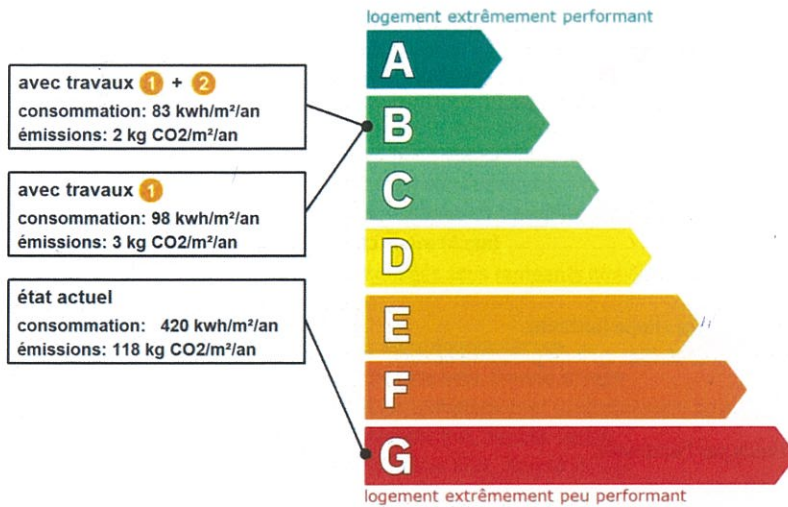 logement extrêmement performant
A
avec travaux 1 + 2
consommation: 83 kwh/m²/an
émissions: 2 kg CO2/m²/an
B
avec travaux 1
consommation: 98 kwh/m²/an
émissions: 3 kg CO2/m²/an
C
D
état actuel
consommation: 420 kwh/m²/an
émissions: 118 kg CO2/m²/an
E
F
G
logement extrêmement peu performant